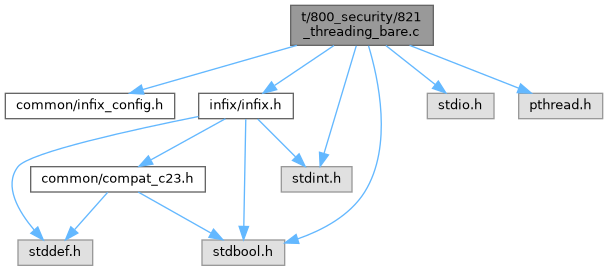 t/800_security/821
_threading_bare.c
common/infix_config.h
infix/infix.h
stdio.h
pthread.h
common/compat_c23.h
stdint.h
stddef.h
stdbool.h